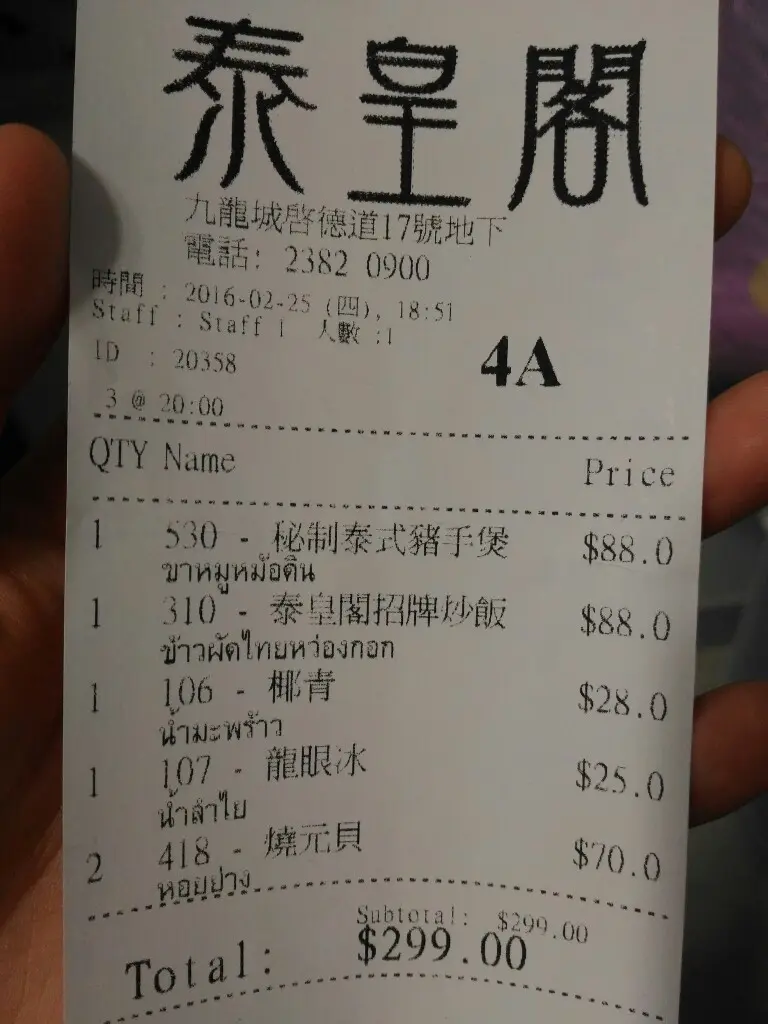 泰皇閣
九龍城啓德道17號地下
電話: 2382 0900
時間 : 2016-02-25 (四), 18:51
Staff : Staff 1 人數 :1
ID : 20358
4A
3 @ 20:00
QTY Name Price
1 530 - 秘制泰式豬手煲 $88.0
ขาหมูหม้อดิน
1 310 - 泰皇閣招牌炒飯 $88.0
ข้าวผัดไทยหว่องกอก
1 106 - 椰青 $28.0
น้ำมะพร้าว
1 107 - 龍眼冰 $25.0
น้ำลำไย
2 418 - 燒元貝 $70.0
หอยย่าง
Subtotal: $299.00
Total: $299.00